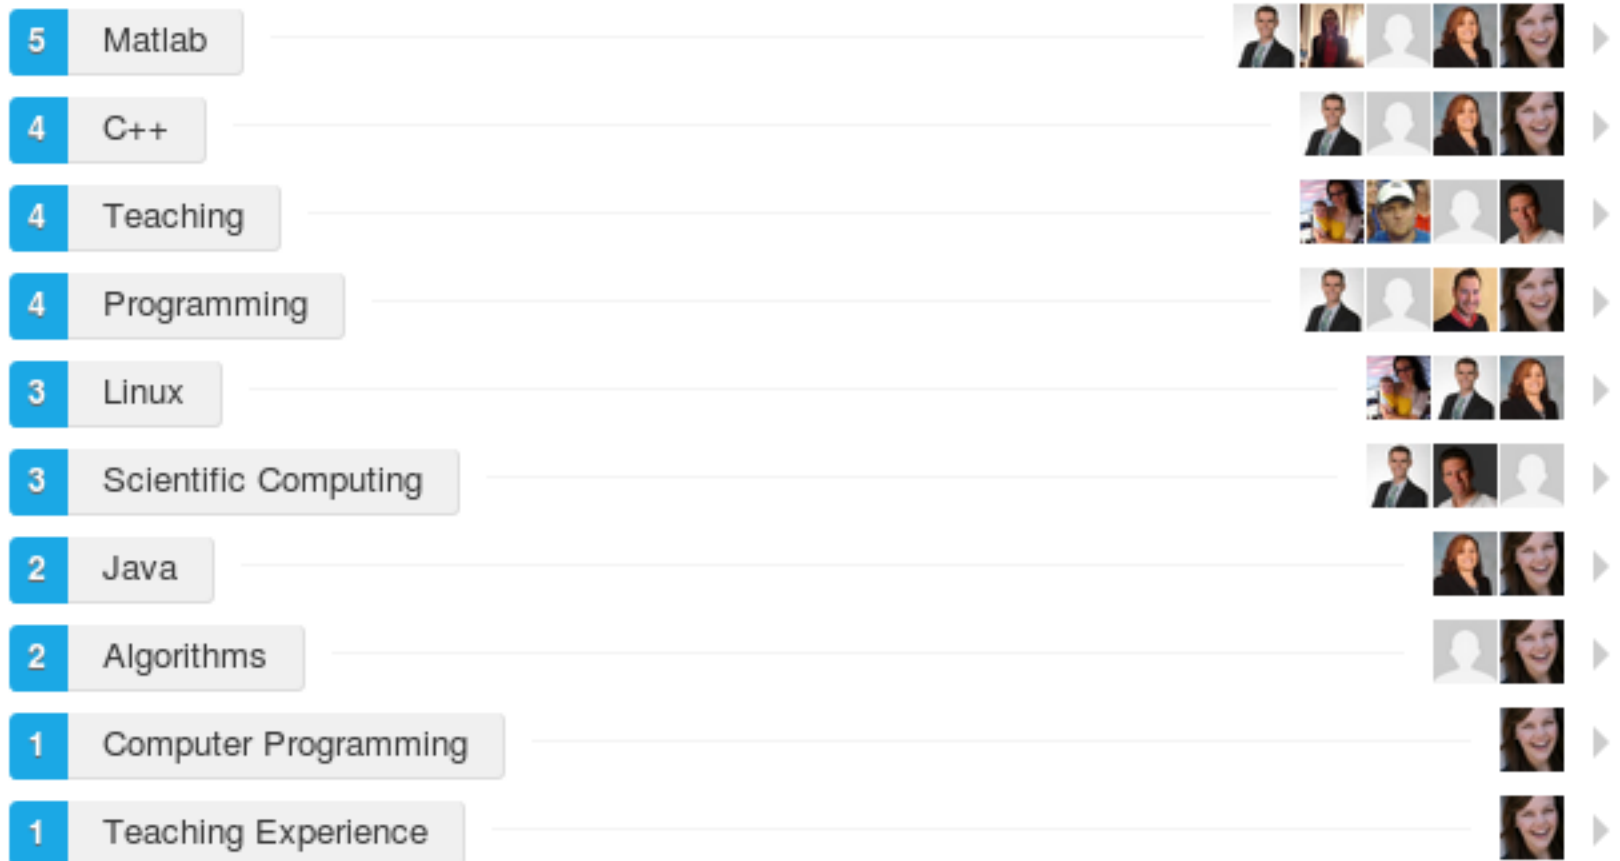 5 Matlab
4 C++
4 Teaching
4 Programming
3 Linux
3 Scientific Computing
2 Java
2 Algorithms
1 Computer Programming
1 Teaching Experience